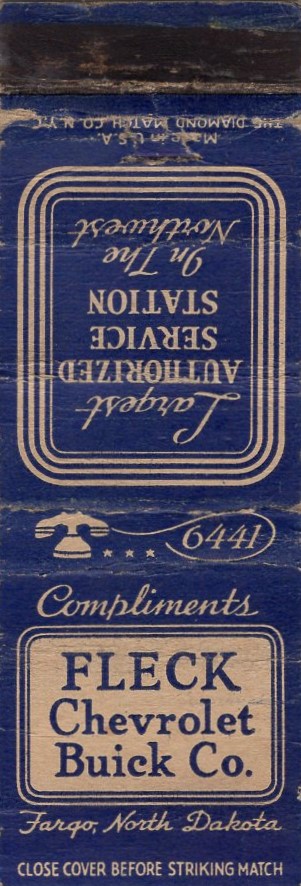 Made in U.S.A.
THE DIAMOND MATCH CO. N.Y.C.
Largest
AUTHORIZED
SERVICE
STATION
In The
Northwest
6441
Compliments
FLECK
Chevrolet
Buick Co.
Fargo, North Dakota
CLOSE COVER BEFORE STRIKING MATCH